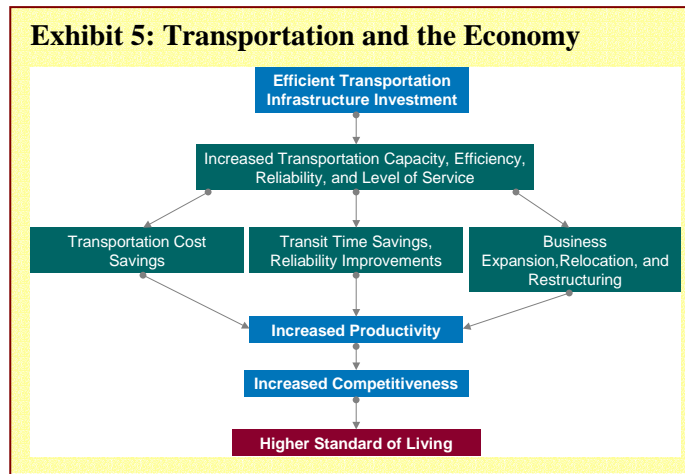 Exhibit 5: Transportation and the Economy
Efficient Transportation
Infrastructure Investment
Increased Transportation Capacity, Efficiency,
Reliability, and Level of Service
Transportation Cost
Savings
Transit Time Savings,
Reliability Improvements
Business
Expansion,Relocation, and
Restructuring
Increased Productivity
Increased Competitiveness
Higher Standard of Living